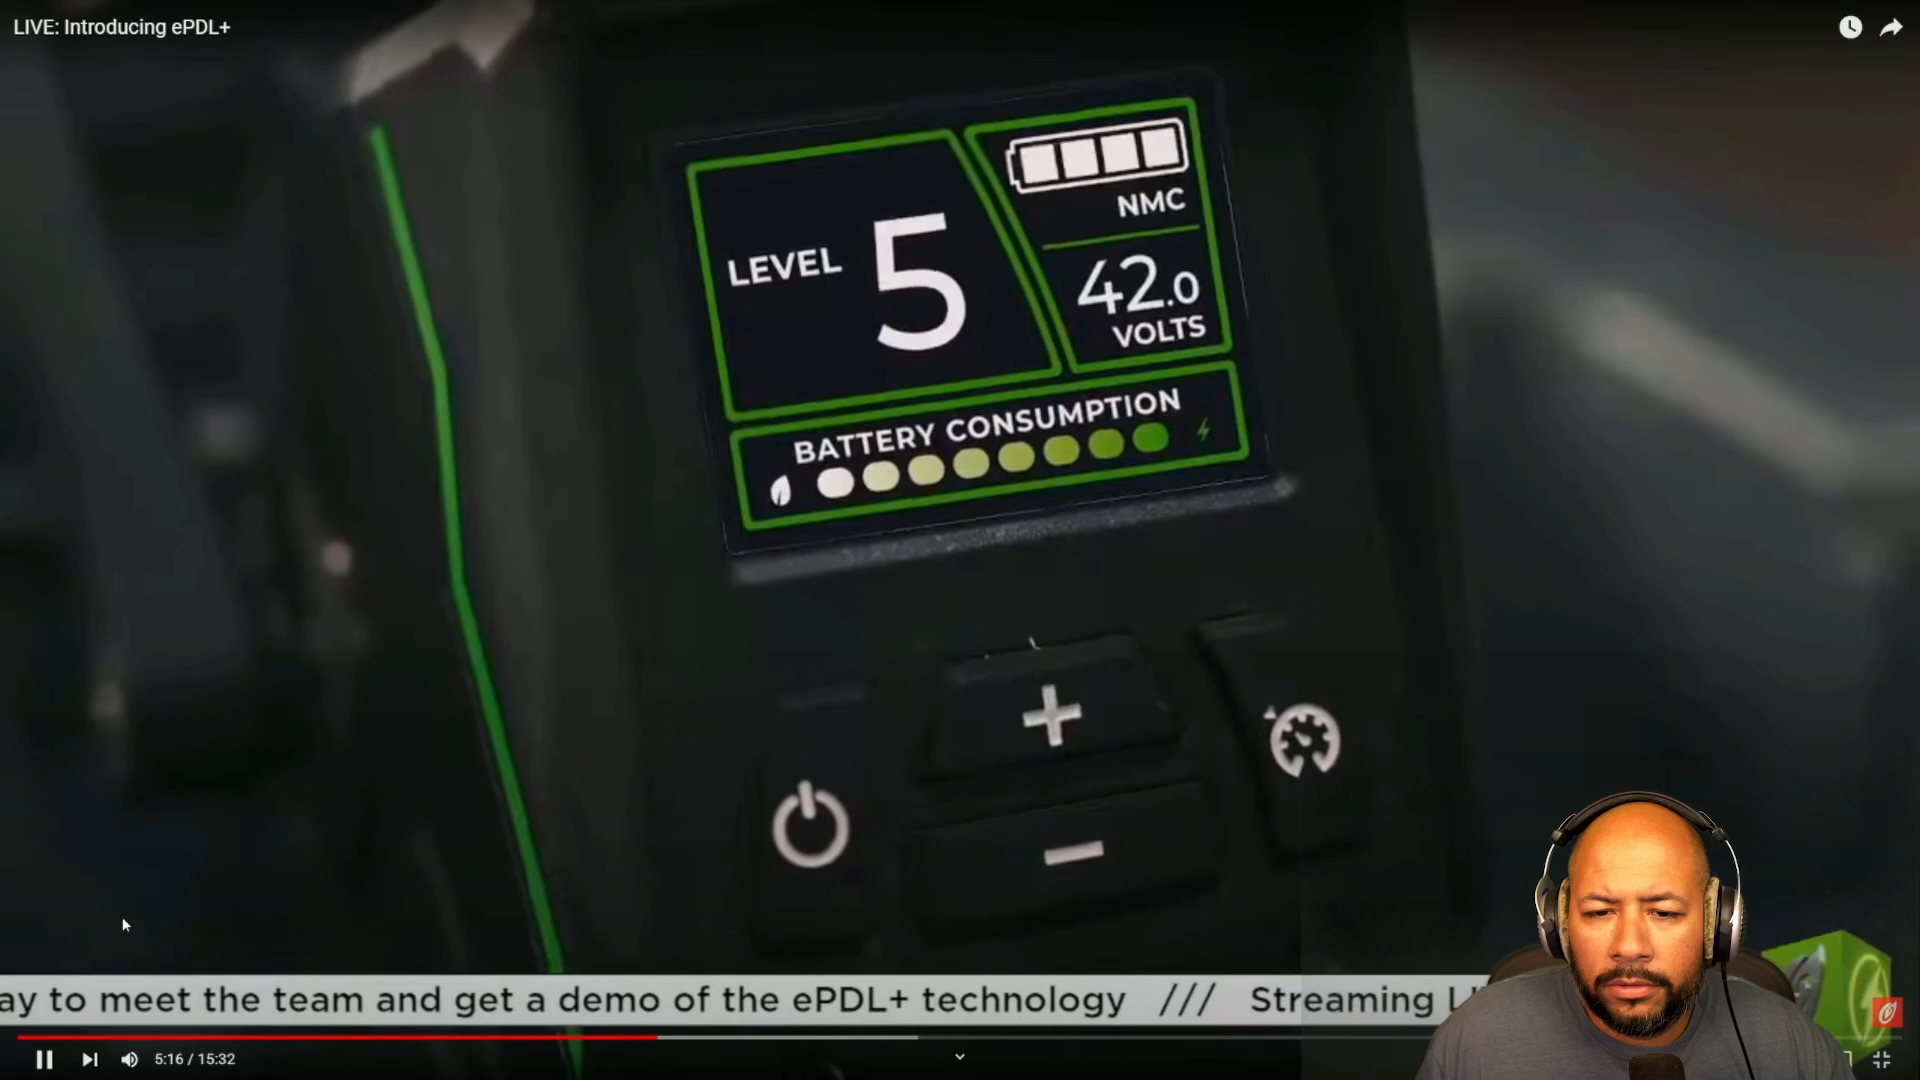 LIVE: Introducing ePDL+
NMC
LEVEL 5
42.0
VOLTS
BATTERY CONSUMPTION
ay to meet the team and get a demo of the ePDL+ technology /// Streaming
5:16 / 15:32